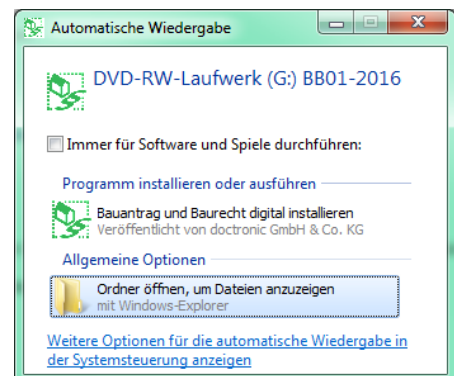 Automatische Wiedergabe
DVD-RW-Laufwerk (G:) BB01-2016
Immer für Software und Spiele durchführen:
Programm installieren oder ausführen
Bauantrag und Baurecht digital installieren
Veröffentlicht von doctronic GmbH & Co. KG
Allgemeine Optionen
Ordner öffnen, um Dateien anzuzeigen
mit Windows-Explorer
Weitere Optionen für die automatische Wiedergabe in
der Systemsteuerung anzeigen